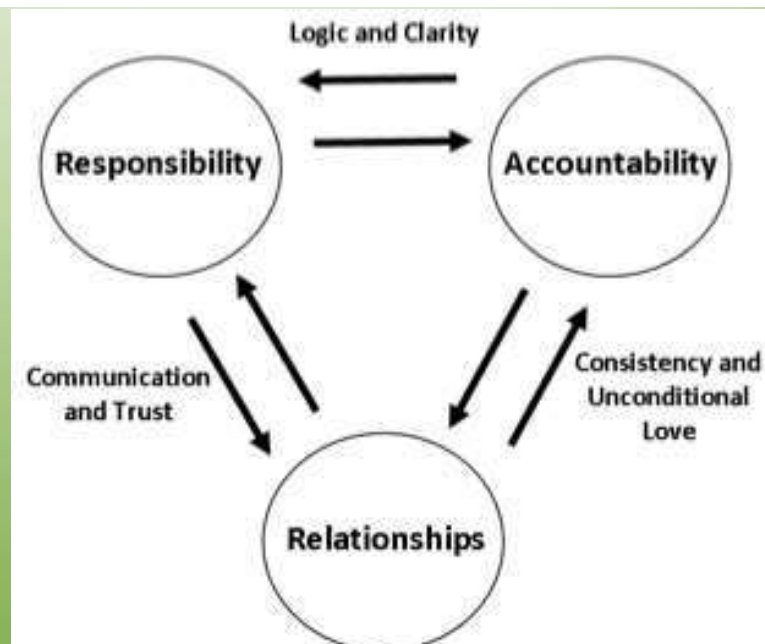 Logic and Clarity
Responsibility
Accountability
Communication
and Trust
Consistency and
Unconditional
Love
Relationships